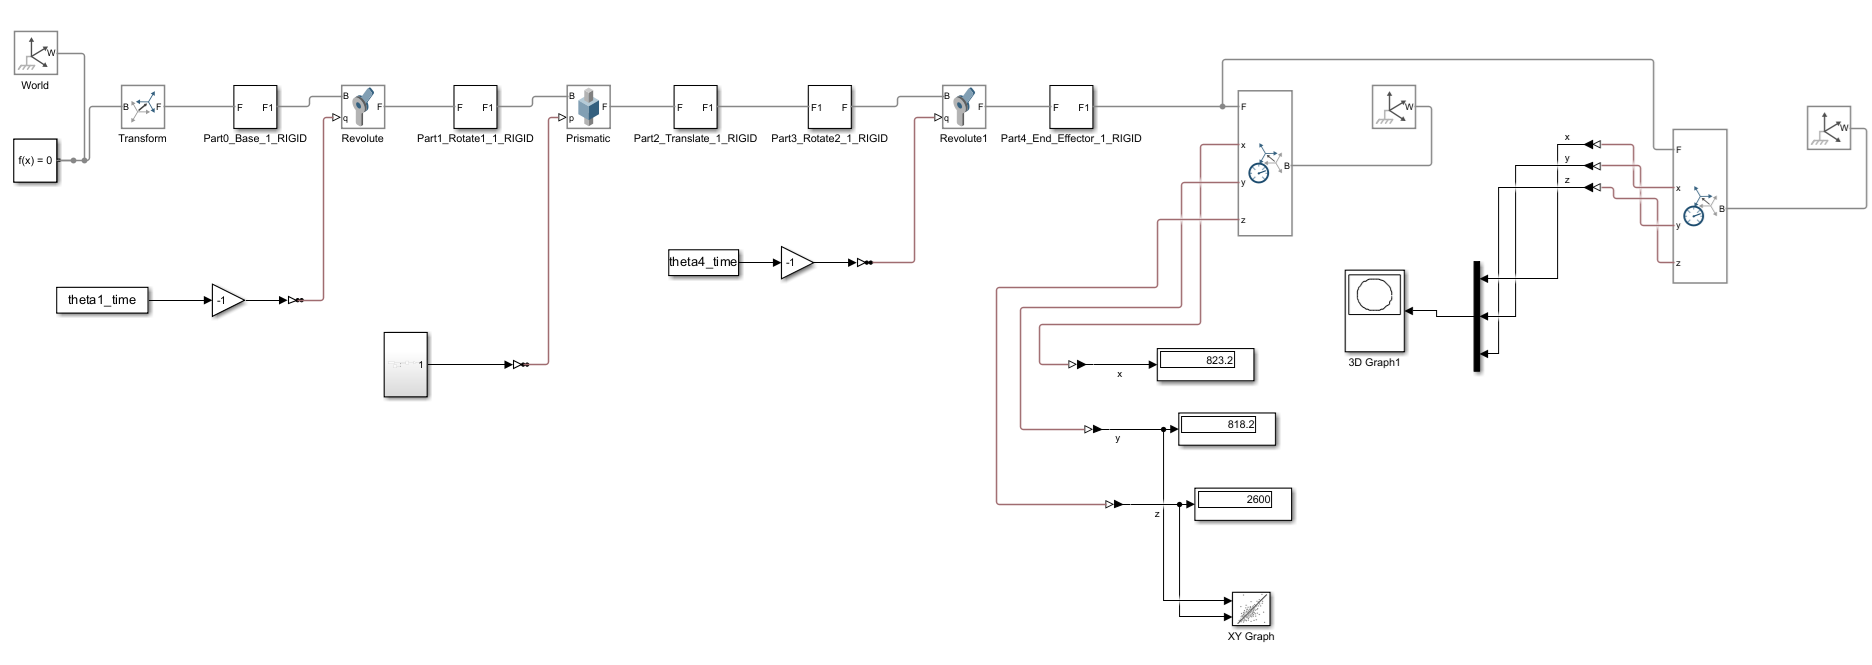 W
World
f(x) = 0
B F
Transform
F F1
Part0_Base_1_RIGID
B
q
F
Revolute
F F1
Part1_Rotate1_1_RIGID
B
p
F
Prismatic
F F1
Part2_Translate_1_RIGID
F1 F
Part3_Rotate2_1_RIGID
B
q
F
Revolute1
F F1
Part4_End_Effector_1_RIGID
F
x
y
z
B
W
W
F
x
y
z
B
x
y
z
theta4_time
-1
theta1_time
-1
1
3D Graph1
x
823.2
y
818.2
z
2600
XY Graph